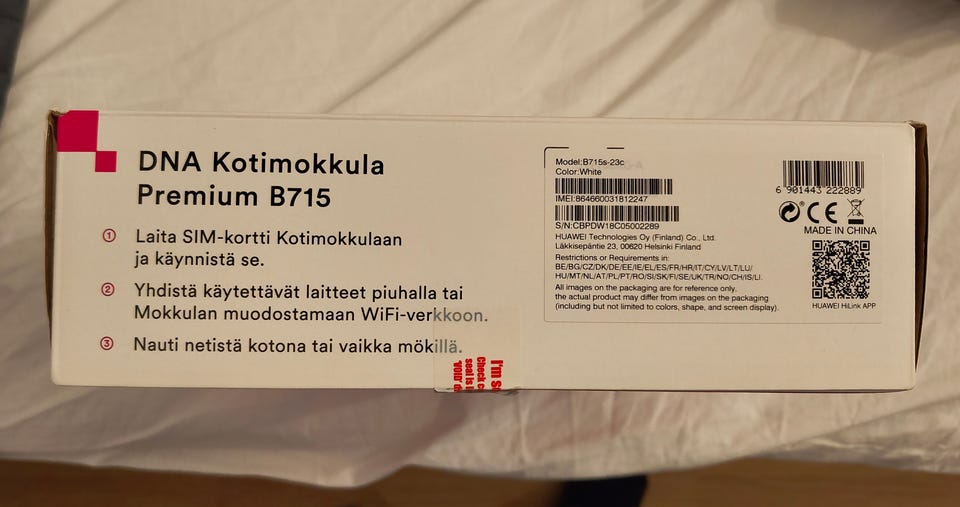 DNA Kotimokkula
Premium B715
1 Laita SIM-kortti Kotimokkulaan
ja käynnistä se.
2 Yhdistä käytettävät laitteet piuhalla tai
Mokkulan muodostamaan WiFi-verkkoon.
3 Nauti netistä kotona tai vaikka mökillä.
I'm
Check
seal is
'VOID'
Model:B715s-23c
Color:White
IMEI:864660031812247
S/N:CBPDW18C05002289
HUAWEI Technologies Oy (Finland) Co., Ltd.
Läkkisepäntie 23, 00620 Helsinki Finland
Restrictions or Requirements in:
BE/BG/CZ/DK/DE/EE/IE/EL/ES/FR/HR/IT/CY/LV/LT/LU/
HU/MT/NL/AT/PL/PT/RO/SI/SK/FI/SE/UK/TR/NO/CH/IS/LI.
All images on the packaging are for reference only,
the actual product may differ from images on the packaging
(including but not limited to colors, shape, and screen display).
6 901443 222889
CE
MADE IN CHINA
HUAWEI HiLink APP